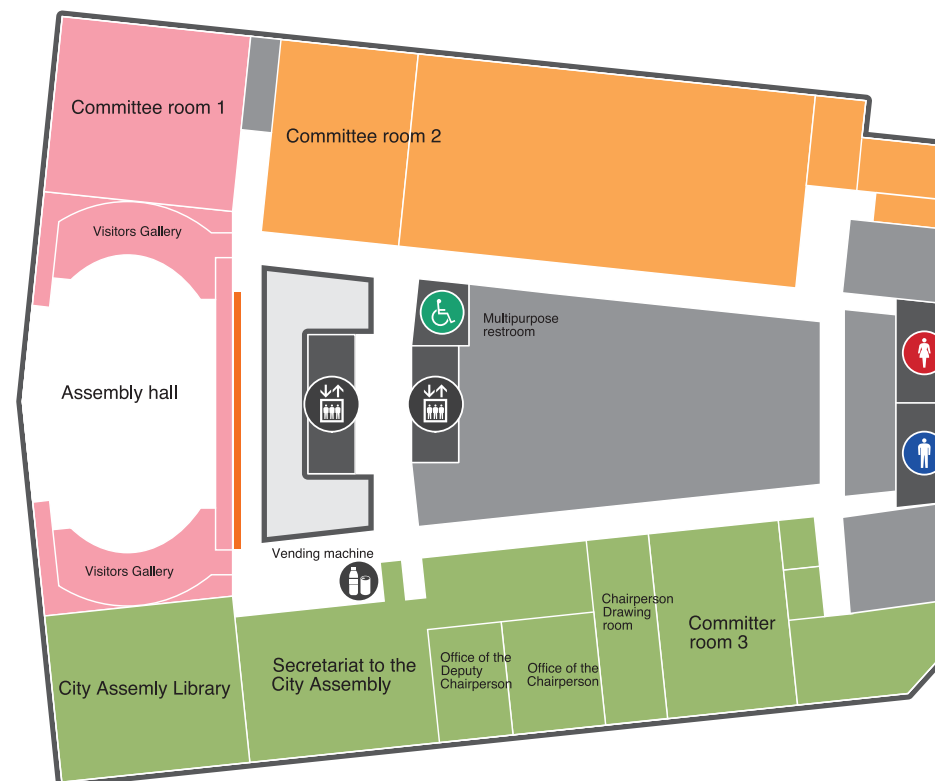 Committee room 1
Committee room 2
Visitors Gallery
Multipurpose
restroom
Assembly hall
Vending machine
Visitors Gallery
Chairperson
Drawing
room
Committer
room 3
Secretariat to the
City Assembly
Office of the
Deputy
Chairperson
Office of the
Chairperson
City Assemly Library